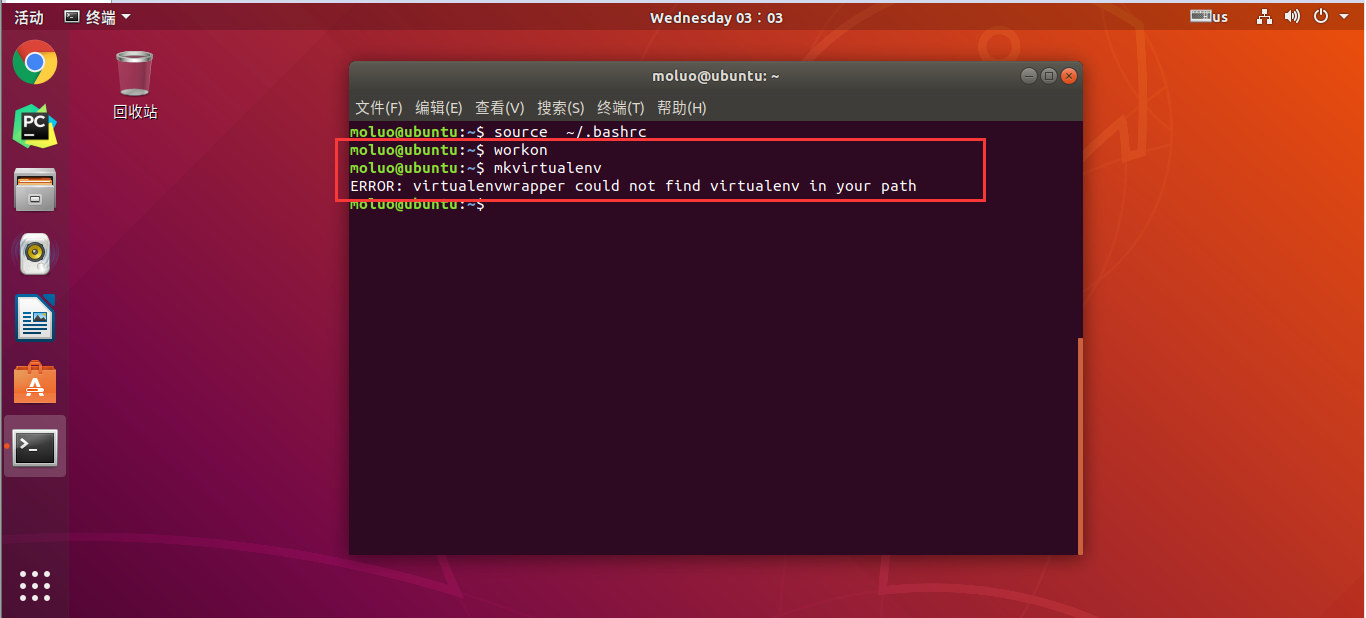 活动 终端 Wednesday 03：03 us
PC
回收站
moluo@ubuntu: ~
文件(F) 编辑(E) 查看(V) 搜索(S) 终端(T) 帮助(H)
moluo@ubuntu:~$ source  ~/.bashrc
moluo@ubuntu:~$ workon
moluo@ubuntu:~$ mkvirtualenv
ERROR: virtualenvwrapper could not find virtualenv in your path
moluo@ubuntu:~$